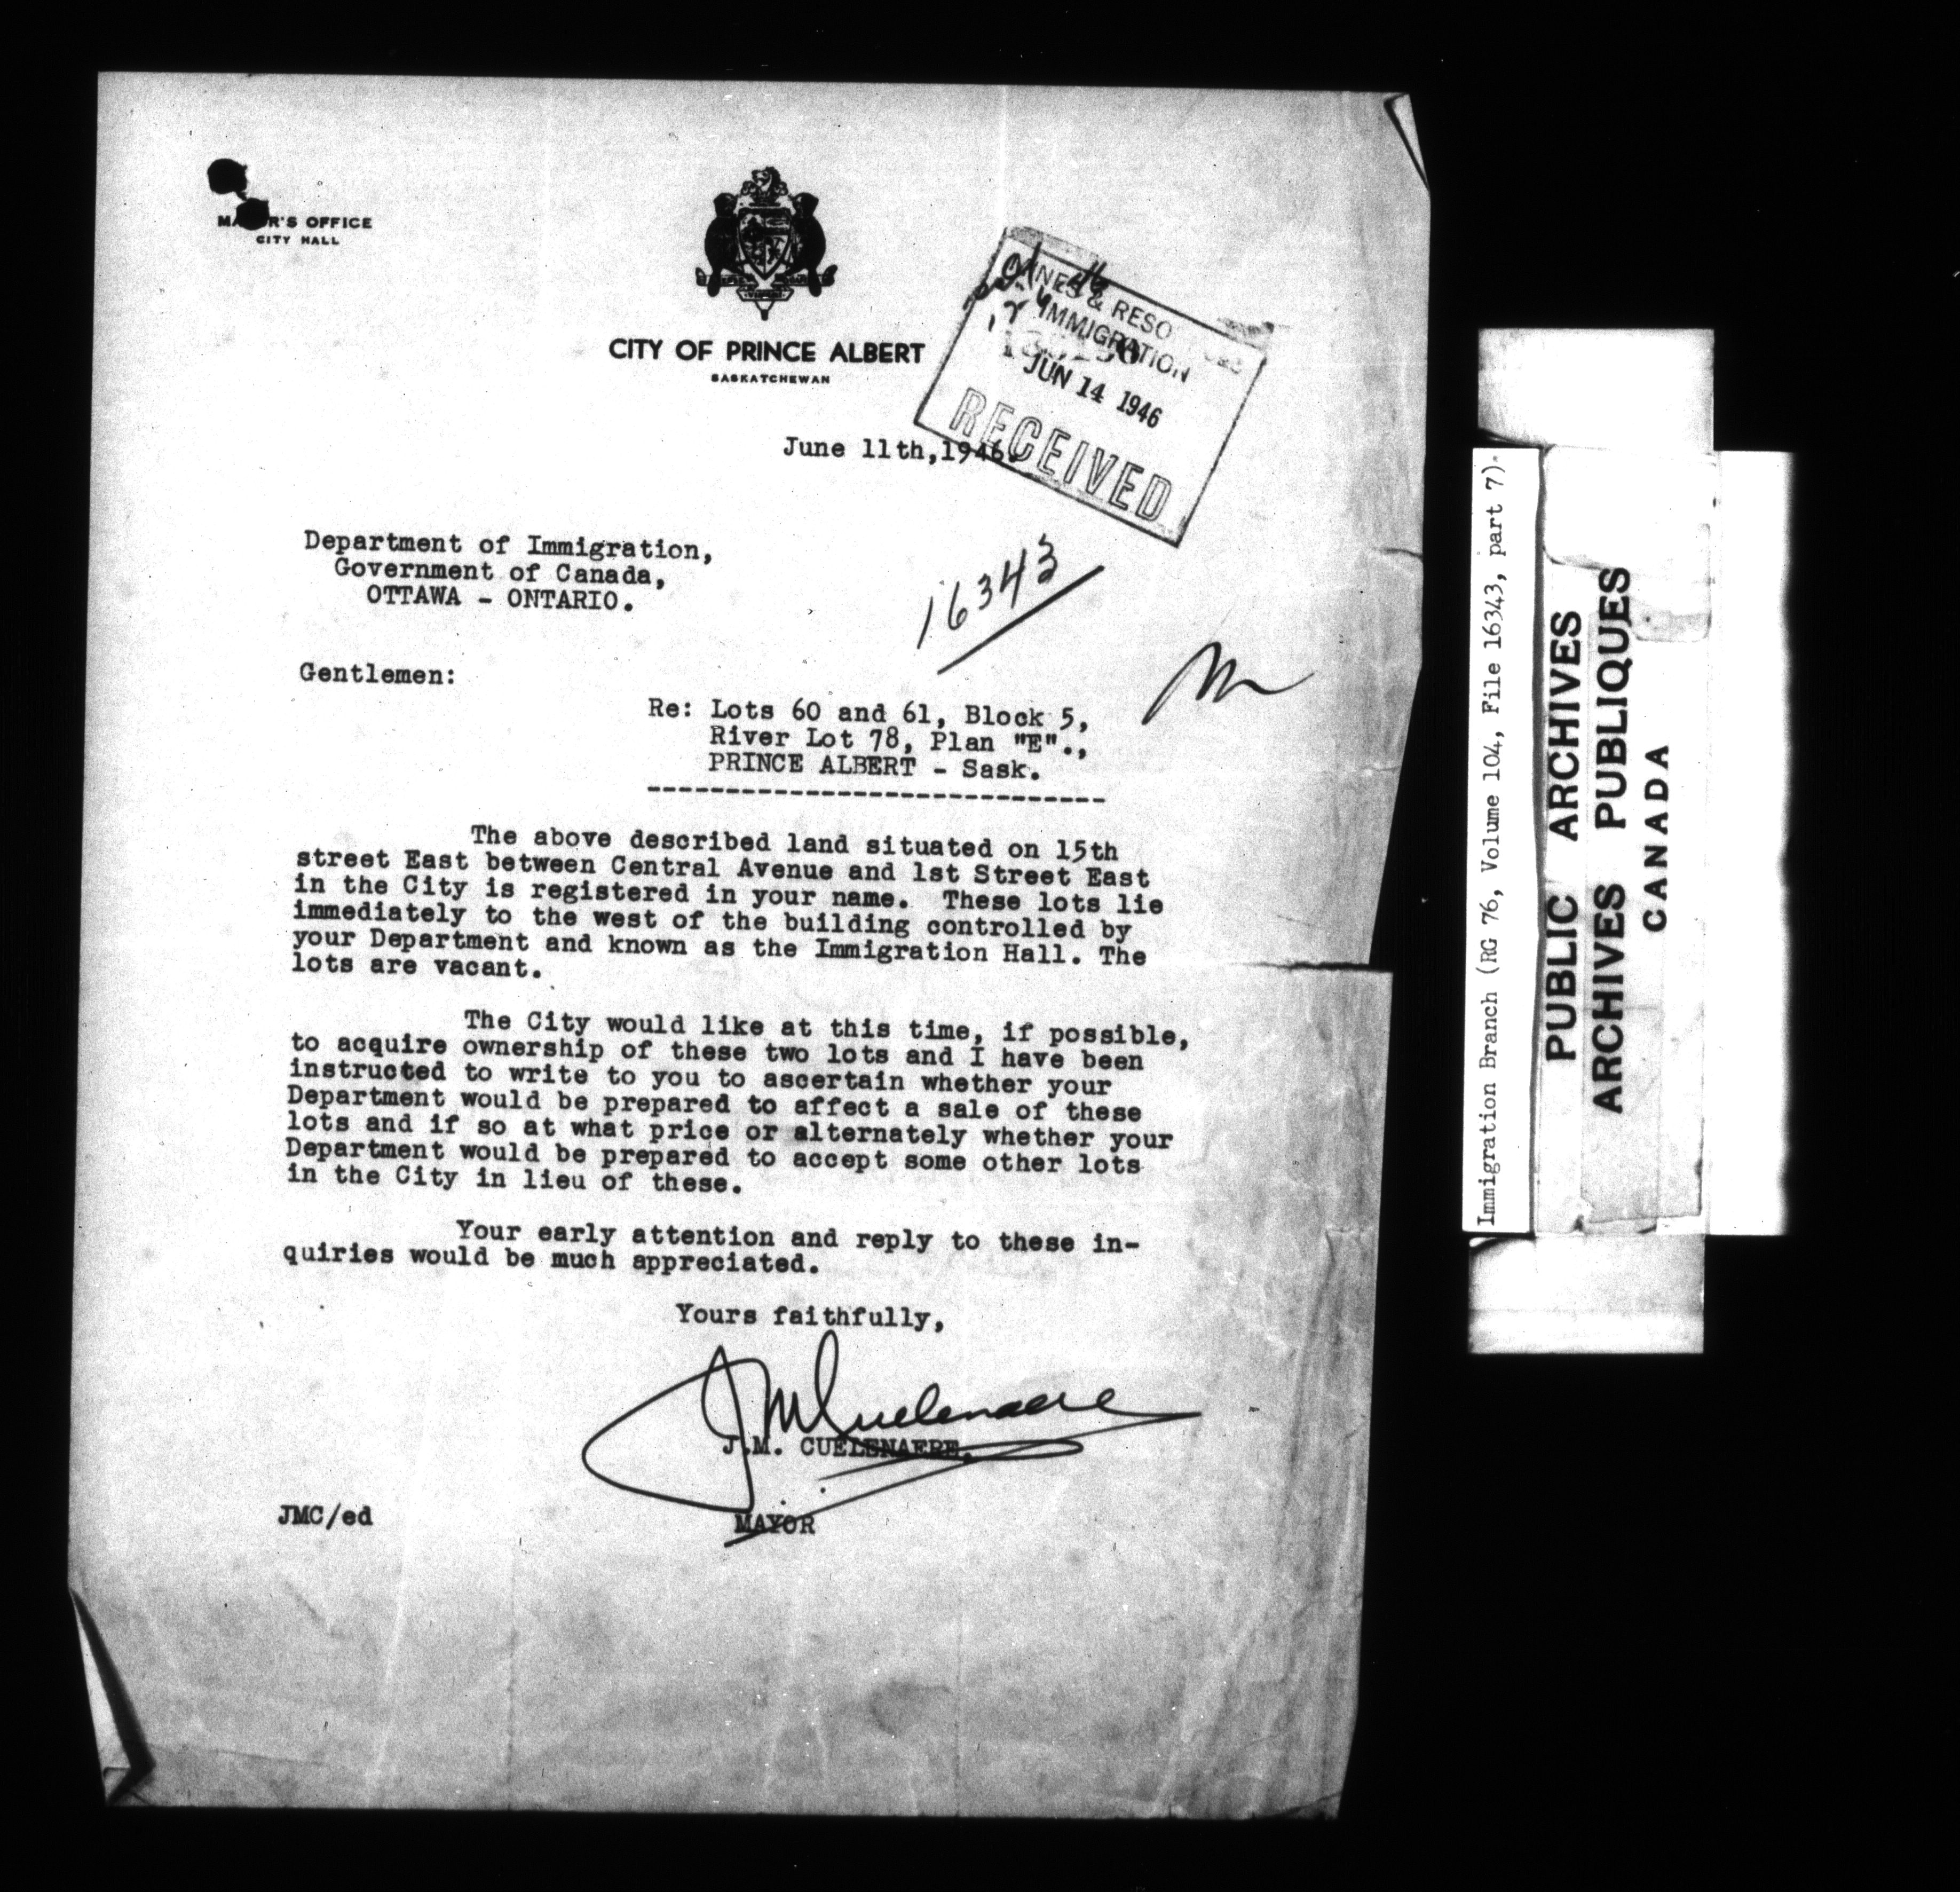 MAYOR'S OFFICE
CITY HALL
CITY OF PRINCE ALBERT
SASKATCHEWAN
MINES & RESO
IMMIGRATION
JUN 14 1946
RECEIVED
June 11th, 1946.
16343
Department of Immigration,
Government of Canada,
OTTAWA - ONTARIO.
Gentlemen:
Re: Lots 60 and 61, Block 5,
River Lot 78, Plan "E".,
PRINCE ALBERT - Sask.
The above described land situated on 15th
street East between Central Avenue and 1st Street East
in the City is registered in your name. These lots lie
immediately to the west of the building controlled by
your Department and known as the Immigration Hall. The
lots are vacant.
The City would like at this time, if possible,
to acquire ownership of these two lots and I have been
instructed to write to you to ascertain whether your
Department would be prepared to affect a sale of these
lots and if so at what price or alternately whether your
Department would be prepared to accept some other lots
in the City in lieu of these.
Your early attention and reply to these in-
quiries would be much appreciated.
Yours faithfully,
JMCuelenaere
J.M. CUELENAERE.
MAYOR
JMC/ed
Immigration Branch (RG 76, Volume 104, File 16343, part 7).
PUBLIC ARCHIVES
ARCHIVES PUBLIQUES
CANADA